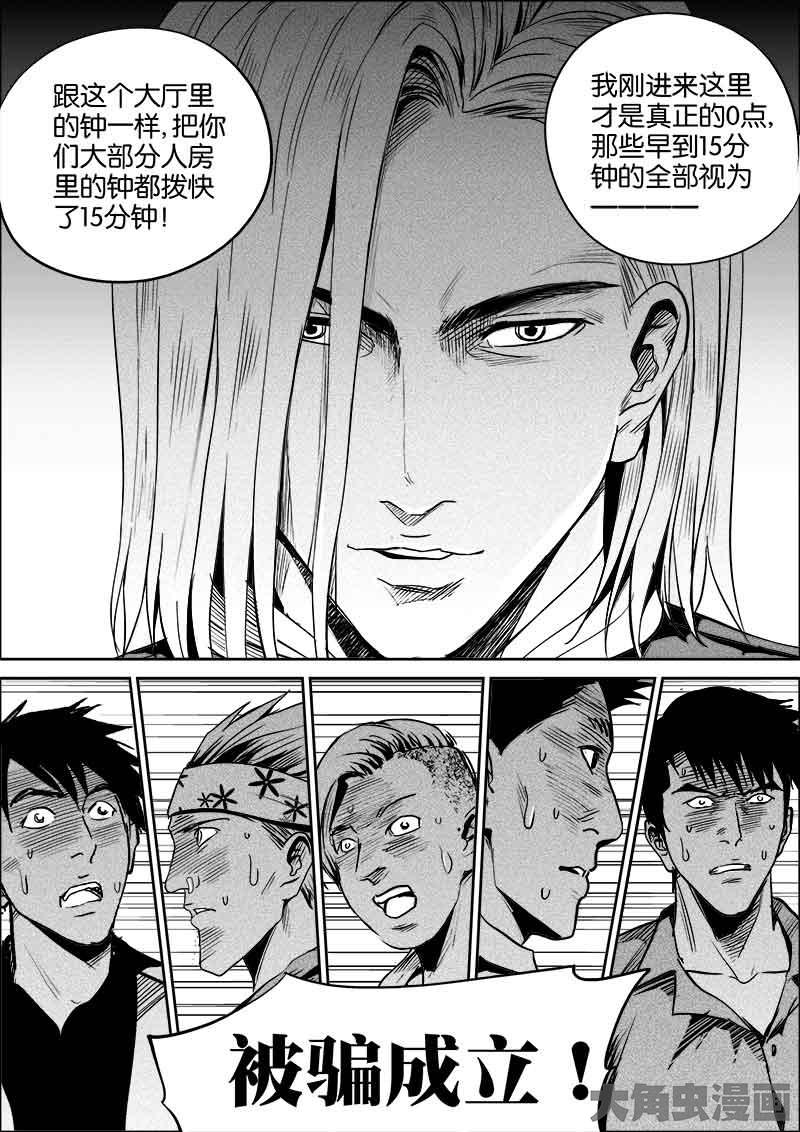 跟这个大厅里
的钟一样,把你
们大部分人房
里的钟都拨快
了15分钟!
我刚进来这里
才是真正的0点,
那些早到15分
钟的全部视为
————
被骗成立!
大角虫漫画